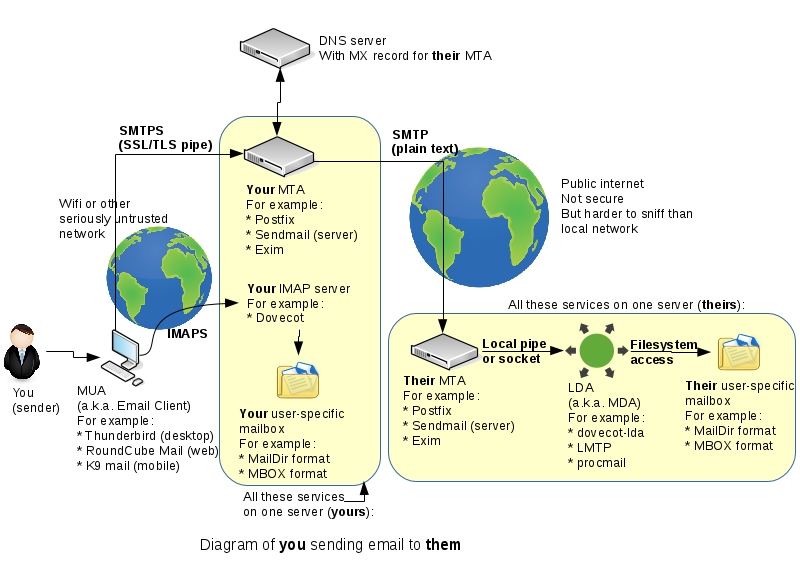 DNS server
With MX record for their MTA
SMTPS
(SSL/TLS pipe)
SMTP
(plain text)
Wifi or other
seriously untrusted
network
Your MTA
For example:
* Postfix
* Sendmail (server)
* Exim
Public internet
Not secure
But harder to sniff than
local network
Your IMAP server
For example:
* Dovecot
IMAPS
You
(sender)
MUA
(a.k.a. Email Client)
For example:
* Thunderbird (desktop)
* RoundCube Mail (web)
* K9 mail (mobile)
Your user-specific
mailbox
For example:
* MailDir format
* MBOX format
All these services
on one server (yours):
All these services on one server (theirs):
Local pipe
or socket
Filesystem
access
Their MTA
For example:
* Postfix
* Sendmail (server)
* Exim
LDA
(a.k.a. MDA)
For example:
* dovecot-lda
* LMTP
* procmail
Their user-specific
mailbox
For example:
* MailDir format
* MBOX format
Diagram of you sending email to them